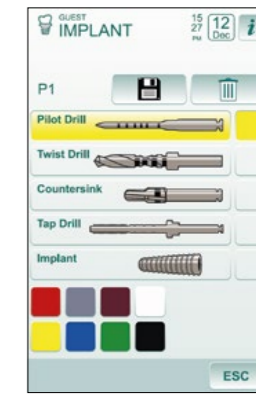 GUEST
IMPLANT
15
27
PM
12
Dec
i
P1
Pilot Drill
Twist Drill
Countersink
Tap Drill
Implant
ESC